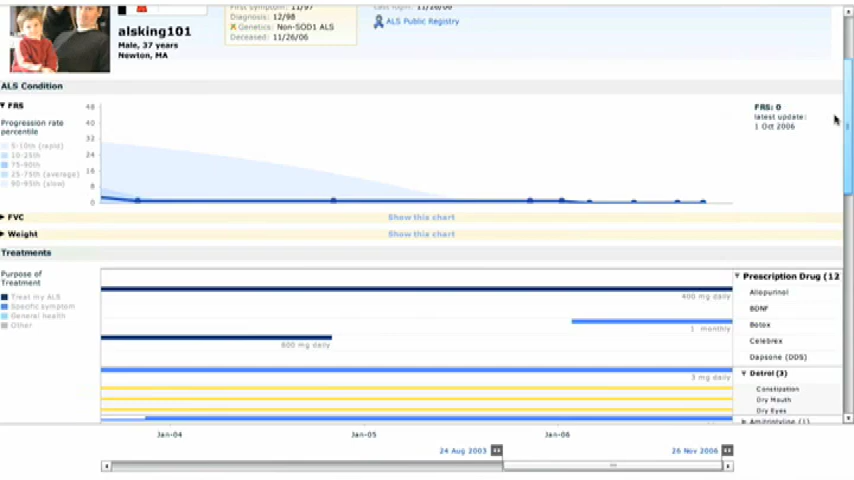 First symptom: 11/97
Diagnosis: 12/98
Genetics: Non-SOD1 ALS
Deceased: 11/26/06
ALS Public Registry
alsking101
Male, 37 years
Newton, MA
ALS Condition
FRS
Progression rate
percentile
5-10th (rapid)
10-25th
75-90th
25-75th (average)
90-95th (slow)
48
40
32
24
16
8
0
FRS: 0
latest update:
1 Oct 2006
FVC
Show this chart
Weight
Show this chart
Treatments
Purpose of
Treatment
Treat my ALS
Specific symptom
General health
Other
400 mg daily
1 monthly
600 mg daily
3 mg daily
Prescription Drug (12
Allopurinol
BDNF
Botox
Celebrex
Dapsone (DDS)
Detrol (3)
Constipation
Dry Mouth
Dry Eyes
Amitriptyline (1)
Jan-04
Jan-05
Jan-06
24 Aug 2003
26 Nov 2006